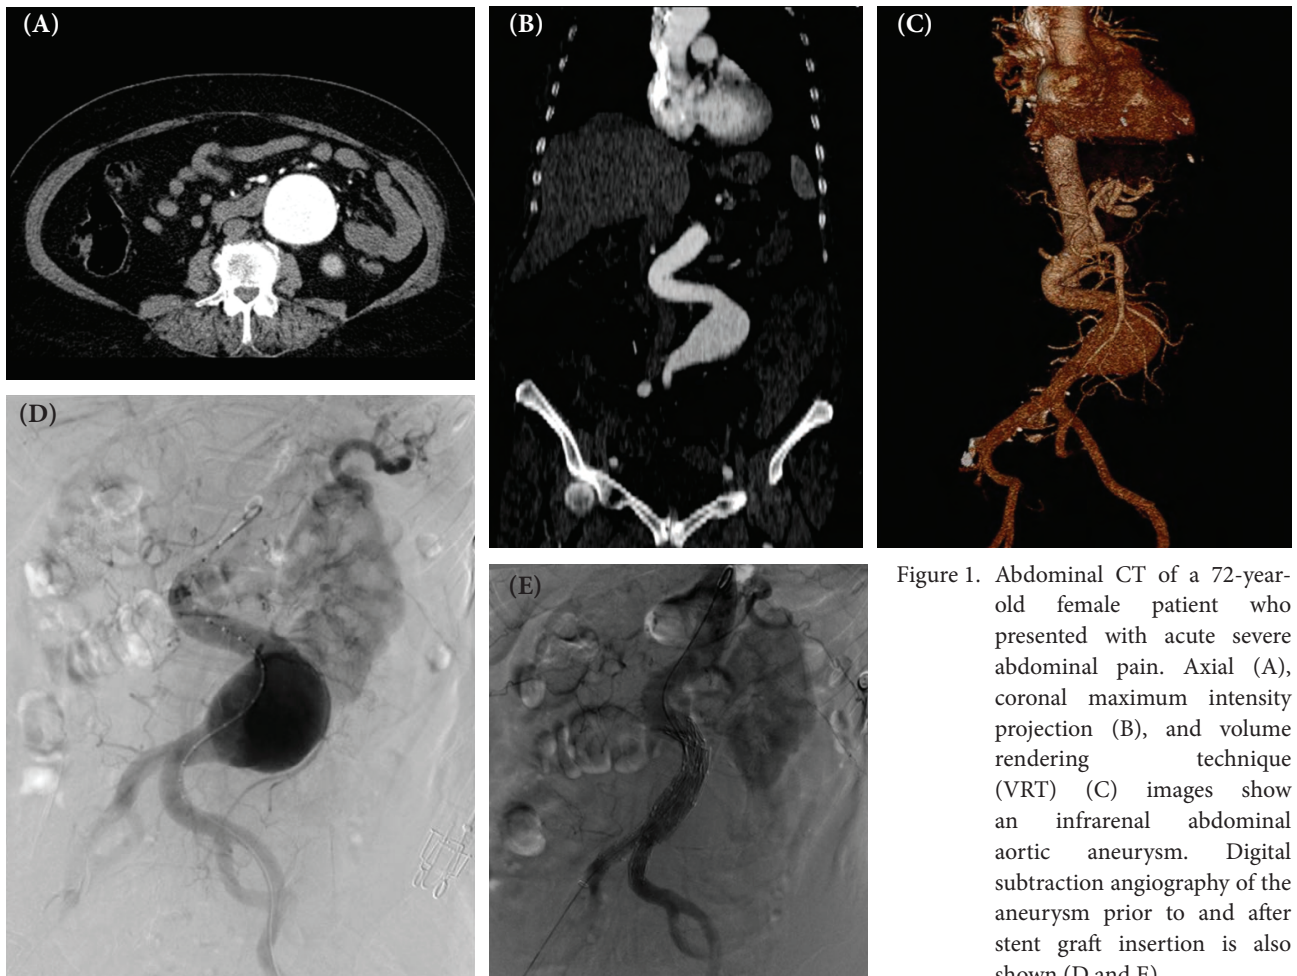 (A)
(B)
(C)
(D)
(E)
Figure 1. Abdominal CT of a 72-year-
old female patient who
presented with acute severe
abdominal pain. Axial (A),
coronal maximum intensity
projection (B), and volume
rendering technique
(VRT) (C) images show
an infrarenal abdominal
aortic aneurysm. Digital
subtraction angiography of the
aneurysm prior to and after
stent graft insertion is also
shown (D and E)